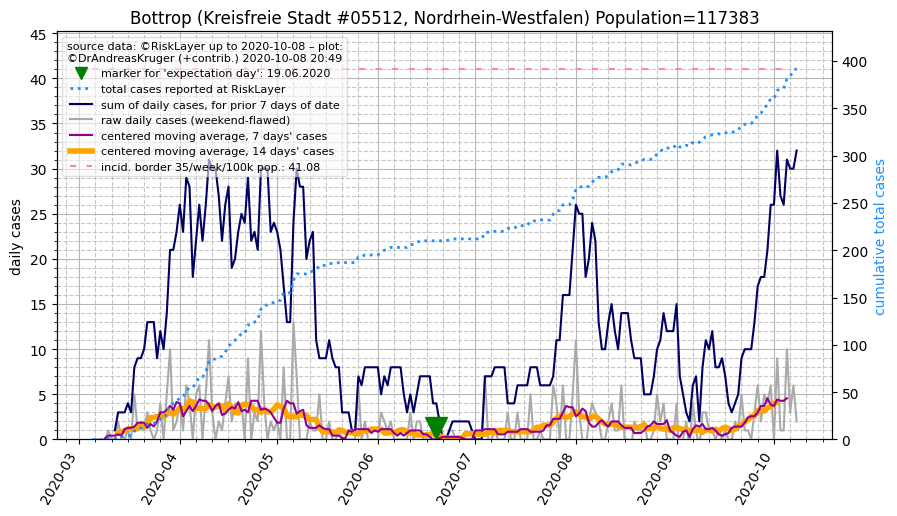 Bottrop (Kreisfreie Stadt #05512, Nordrhein-Westfalen) Population=117383
source data: ©RiskLayer up to 2020-10-08 – plot:
©DrAndreasKruger (+contrib.) 2020-10-08 20:49
marker for 'expectation day': 19.06.2020
total cases reported at RiskLayer
sum of daily cases, for prior 7 days of date
raw daily cases (weekend-flawed)
centered moving average, 7 days' cases
centered moving average, 14 days' cases
incid. border 35/week/100k pop.: 41.08
daily cases
45
40
35
30
25
20
15
10
5
0
cumulative total cases
400
350
300
250
200
150
100
50
0
2020-03
2020-04
2020-05
2020-06
2020-07
2020-08
2020-09
2020-10